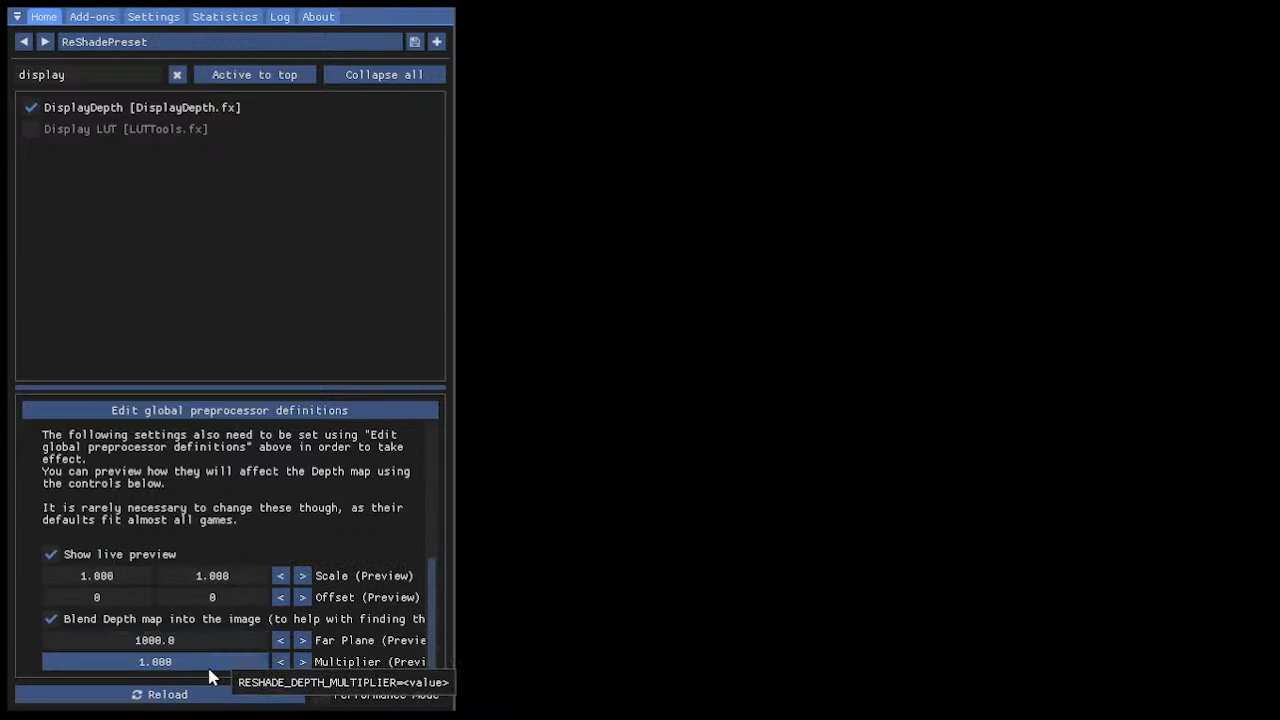 Home Add-ons Settings Statistics Log About
ReShadePreset
display Active to top Collapse all
DisplayDepth [DisplayDepth.fx]
Display LUT [LUTTools.fx]
Edit global preprocessor definitions
The following settings also need to be set using "Edit
global preprocessor definitions" above in order to take
effect.
You can preview how they will affect the Depth map using
the controls below.
It is rarely necessary to change these though, as their
defaults fit almost all games.
Show live preview
1.000 1.000 < > Scale (Preview)
0 0 < > Offset (Preview)
Blend Depth map into the image (to help with finding th
1000.0 < > Far Plane (Previe
1.000 < > Multiplier (Previ
RESHADE_DEPTH_MULTIPLIER=<value>
Reload Performance Mode